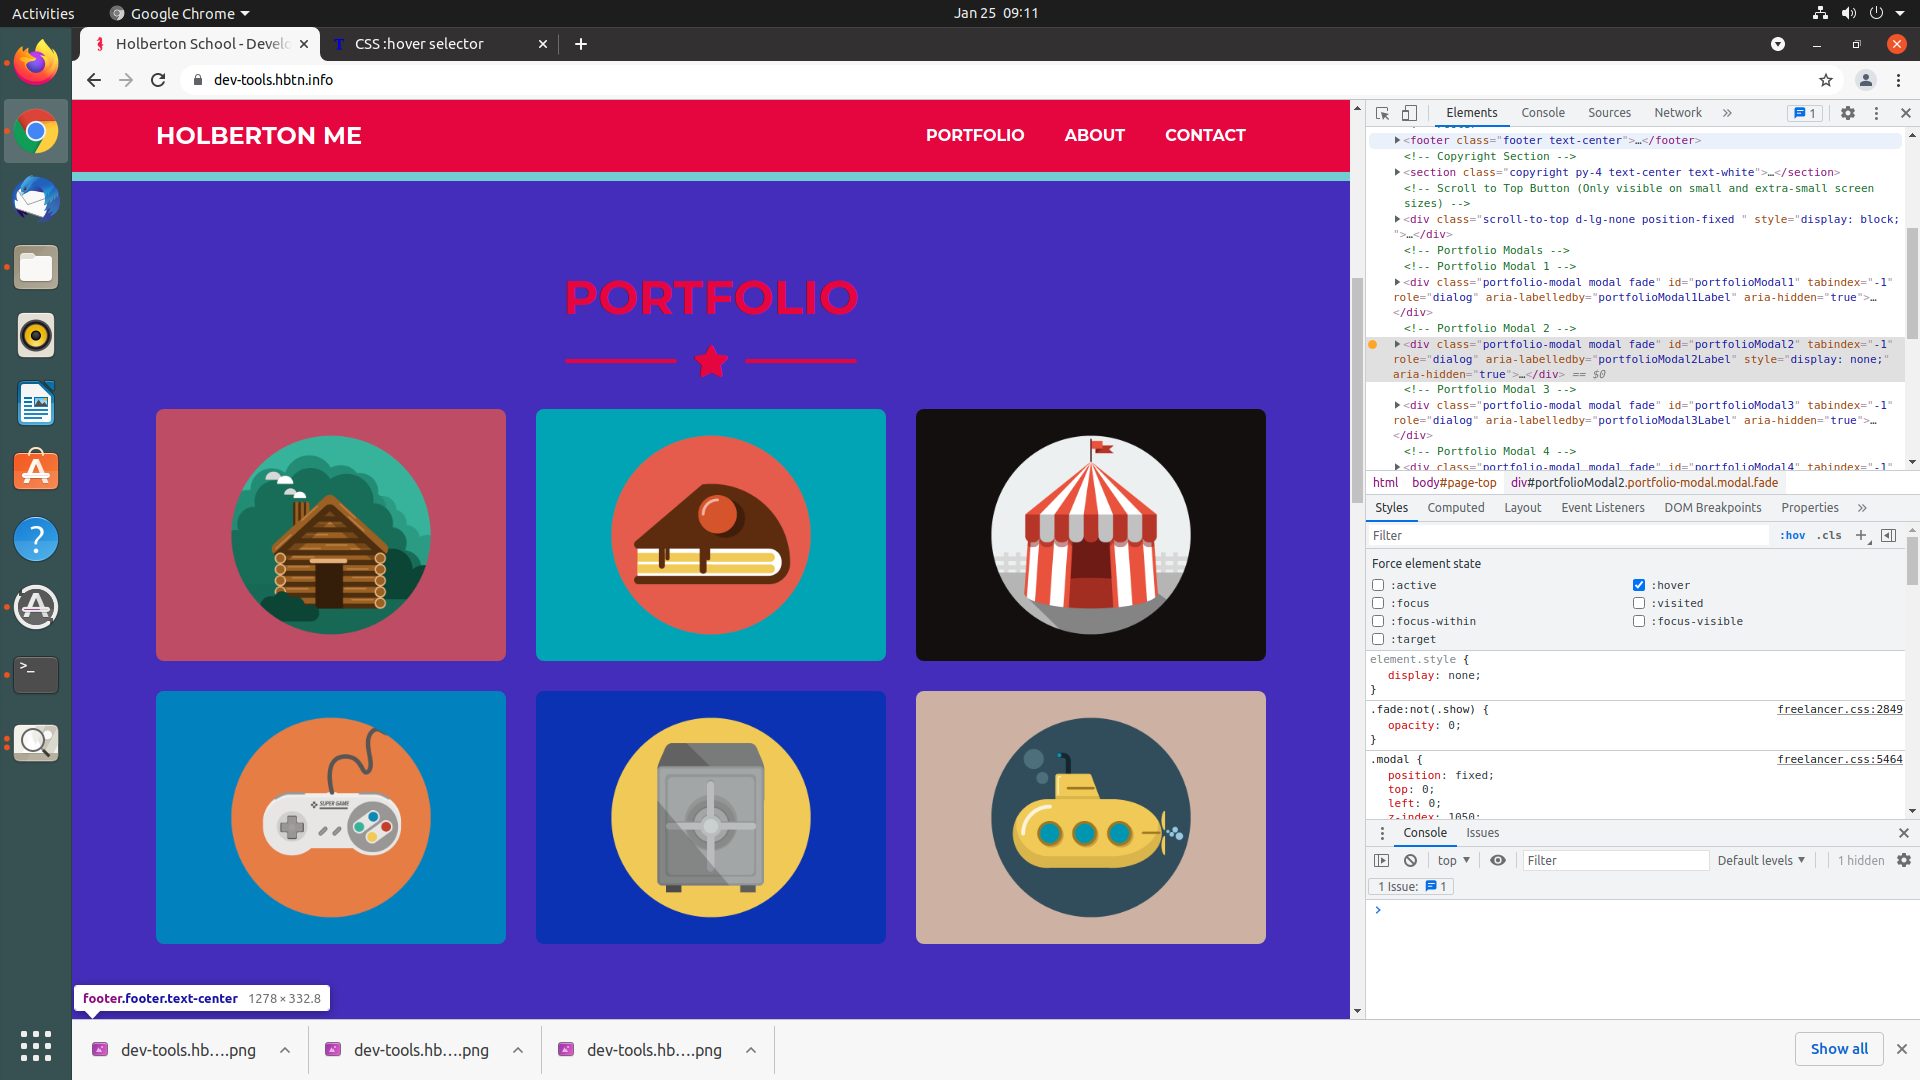 Activities
Google Chrome
Jan 25 09:11
Holberton School - Develo
CSS :hover selector
dev-tools.hbtn.info
HOLBERTON ME
PORTFOLIO
ABOUT
CONTACT
PORTFOLIO
SUPER GAME
footer.footer.text-center 1278 × 332.8
Elements
Console
Sources
Network
»
1
<footer class="footer text-center">…</footer>
<!-- Copyright Section -->
<section class="copyright py-4 text-center text-white">…</section>
<!-- Scroll to Top Button (Only visible on small and extra-small screen
sizes) -->
<div class="scroll-to-top d-lg-none position-fixed " style="display: block;
">…</div>
<!-- Portfolio Modals -->
<!-- Portfolio Modal 1 -->
<div class="portfolio-modal modal fade" id="portfolioModal1" tabindex="-1"
role="dialog" aria-labelledby="portfolioModal1Label" aria-hidden="true">…
</div>
<!-- Portfolio Modal 2 -->
<div class="portfolio-modal modal fade" id="portfolioModal2" tabindex="-1"
role="dialog" aria-labelledby="portfolioModal2Label" style="display: none;"
aria-hidden="true">…</div> == $0
<!-- Portfolio Modal 3 -->
<div class="portfolio-modal modal fade" id="portfolioModal3" tabindex="-1"
role="dialog" aria-labelledby="portfolioModal3Label" aria-hidden="true">…
</div>
<!-- Portfolio Modal 4 -->
<div class="portfolio-modal modal fade" id="portfolioModal4" tabindex="-1"
html body#page-top div#portfolioModal2.portfolio-modal.modal.fade
Styles
Computed
Layout
Event Listeners
DOM Breakpoints
Properties
»
Filter
:hov .cls
Force element state
:active
:hover
:focus
:visited
:focus-within
:focus-visible
:target
element.style {
display: none;
}
.fade:not(.show) { freelancer.css:2849
opacity: 0;
}
.modal { freelancer.css:5464
position: fixed;
top: 0;
left: 0;
z-index: 1050;
Console
Issues
top
Filter
Default levels
1 hidden
1 Issue: 1
dev-tools.hb….png
dev-tools.hb….png
dev-tools.hb….png
Show all